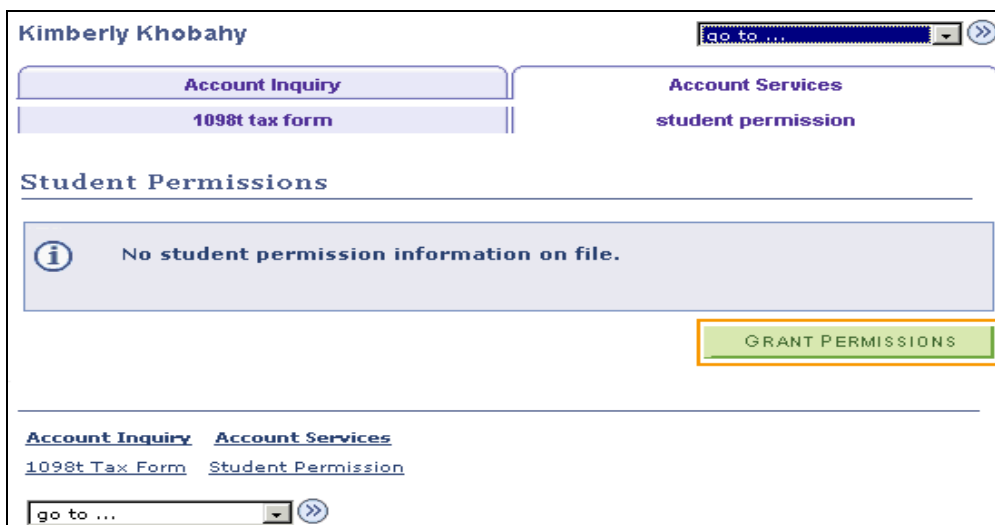 Kimberly Khobahy go to ...
Account Inquiry Account Services
1098t tax form student permission
Student Permissions
No student permission information on file.
GRANT PERMISSIONS
Account Inquiry Account Services
1098t Tax Form Student Permission
go to ...